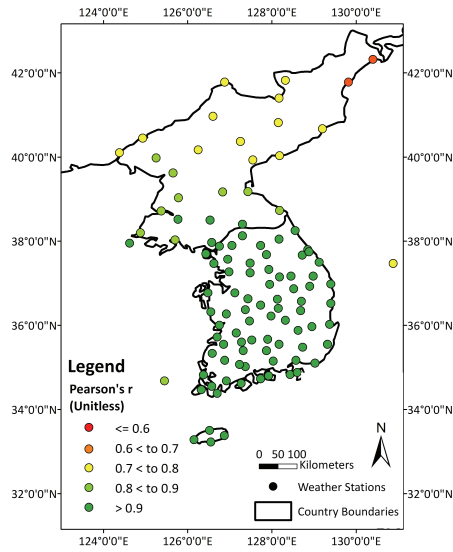 124°0'0"E 126°0'0"E 128°0'0"E 130°0'0"E
42°0'0"N 42°0'0"N
40°0'0"N 40°0'0"N
38°0'0"N 38°0'0"N
36°0'0"N 36°0'0"N
34°0'0"N 34°0'0"N
32°0'0"N 32°0'0"N
Legend
Pearson's r
(Unitless)
<= 0.6
0.6 < to 0.7
0.7 < to 0.8
0.8 < to 0.9
> 0.9
N
0 50 100
Kilometers
Weather Stations
Country Boundaries
124°0'0"E 126°0'0"E 128°0'0"E 130°0'0"E